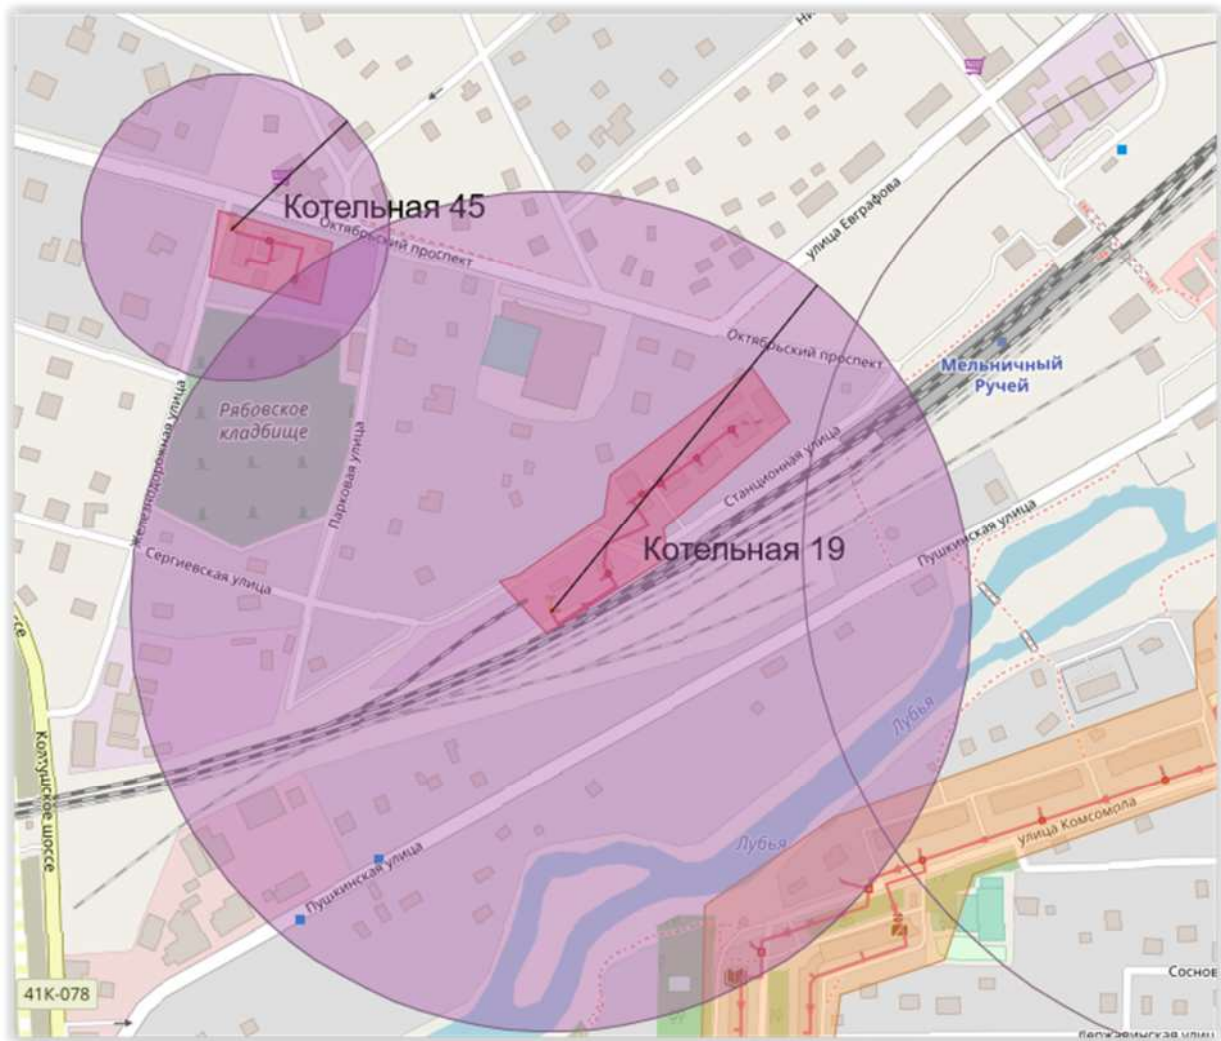 улица Евграфова
Котельная 45
Октябрьский проспект
Октябрьский проспект
Мельничный
Ручей
Рябовское
кладбище
Железнодорожная улица
Парковая улица
Станционная улица
Котельная 19
Пушкинская улица
Сергиевская улица
Лубья
Колтушское шоссе
улица Комсомола
Лубья
Пушкинская улица
41К-078
Соснов